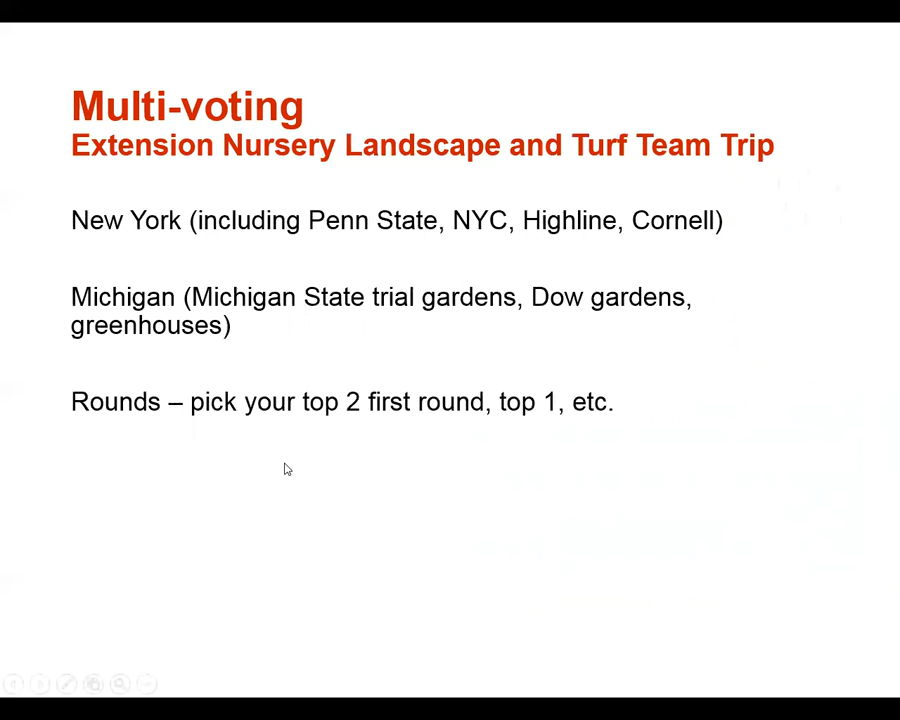 Multi-voting
Extension Nursery Landscape and Turf Team Trip
New York (including Penn State, NYC, Highline, Cornell)
Michigan (Michigan State trial gardens, Dow gardens,
greenhouses)
Rounds – pick your top 2 first round, top 1, etc.